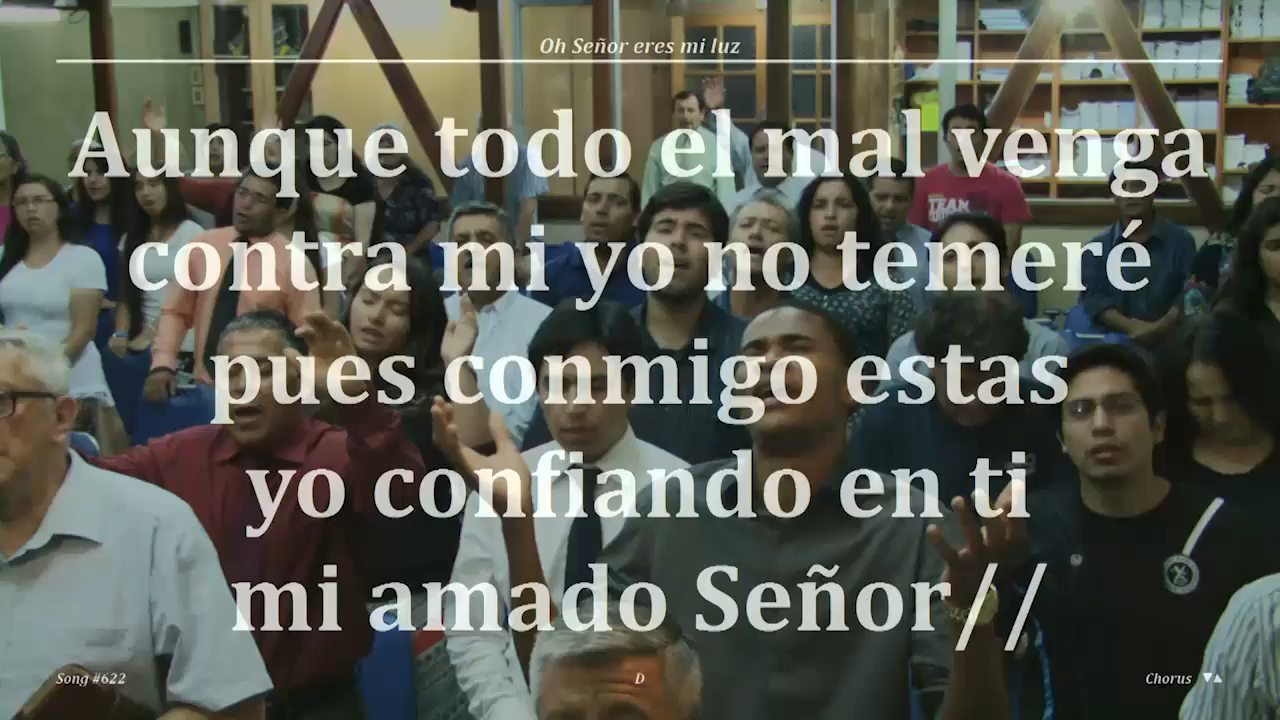 Oh Señor eres mi luz
Aunque todo el mal venga
contra mi yo no temeré
pues conmigo estas
yo confiando en ti
mi amado Señor//
Song #622
D
Chorus ▼▲
TEAM